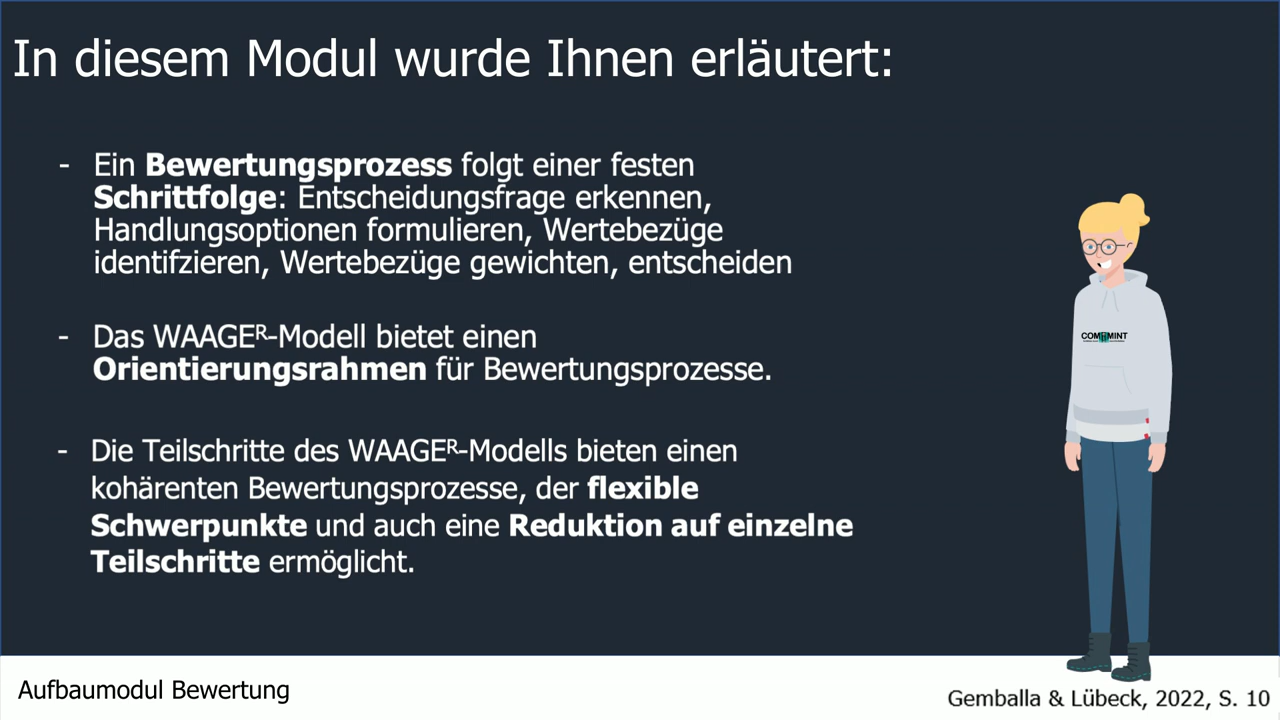 In diesem Modul wurde Ihnen erläutert:
- Ein Bewertungsprozess folgt einer festen
Schrittfolge: Entscheidungsfrage erkennen,
Handlungsoptionen formulieren, Wertebezüge
identifzieren, Wertebezüge gewichten, entscheiden
- Das WAAGEᴿ-Modell bietet einen
Orientierungsrahmen für Bewertungsprozesse.
- Die Teilschritte des WAAGEᴿ-Modells bieten einen
kohärenten Bewertungsprozesse, der flexible
Schwerpunkte und auch eine Reduktion auf einzelne
Teilschritte ermöglicht.
COMMINT
Aufbaumodul Bewertung
Gemballa & Lübeck, 2022, S. 10